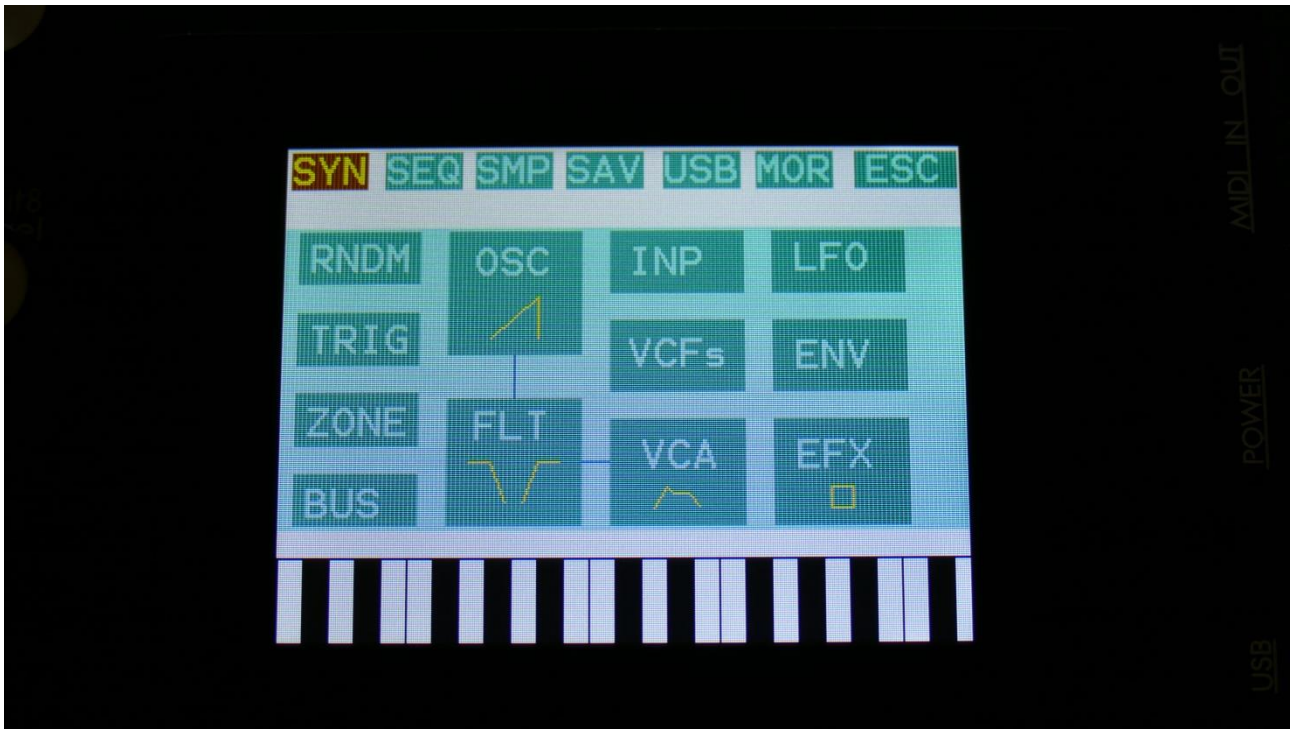 SYN SEQ SMP SAV USB MOR ESC
RNDM OSC INP LFO
TRIG VCFs ENV
ZONE FLT VCA EFX
BUS
MIDI IN OUT
POWER
USB